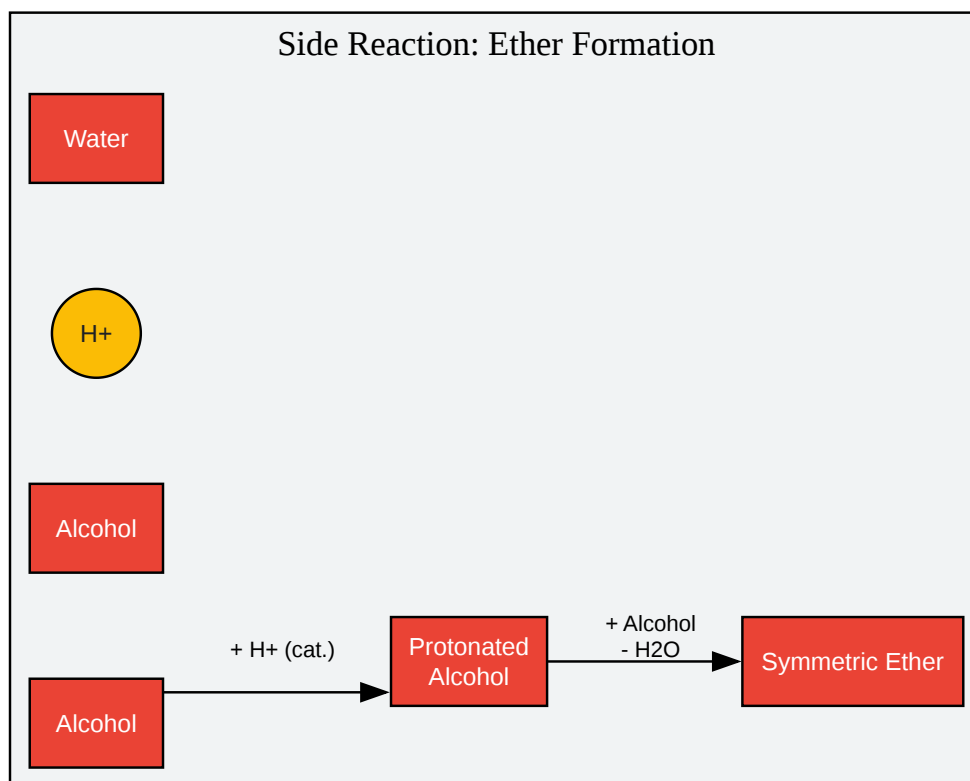 Side Reaction: Ether Formation
Water
H+
Alcohol
Alcohol
+ H+ (cat.)
Protonated
Alcohol
+ Alcohol
- H2O
Symmetric Ether